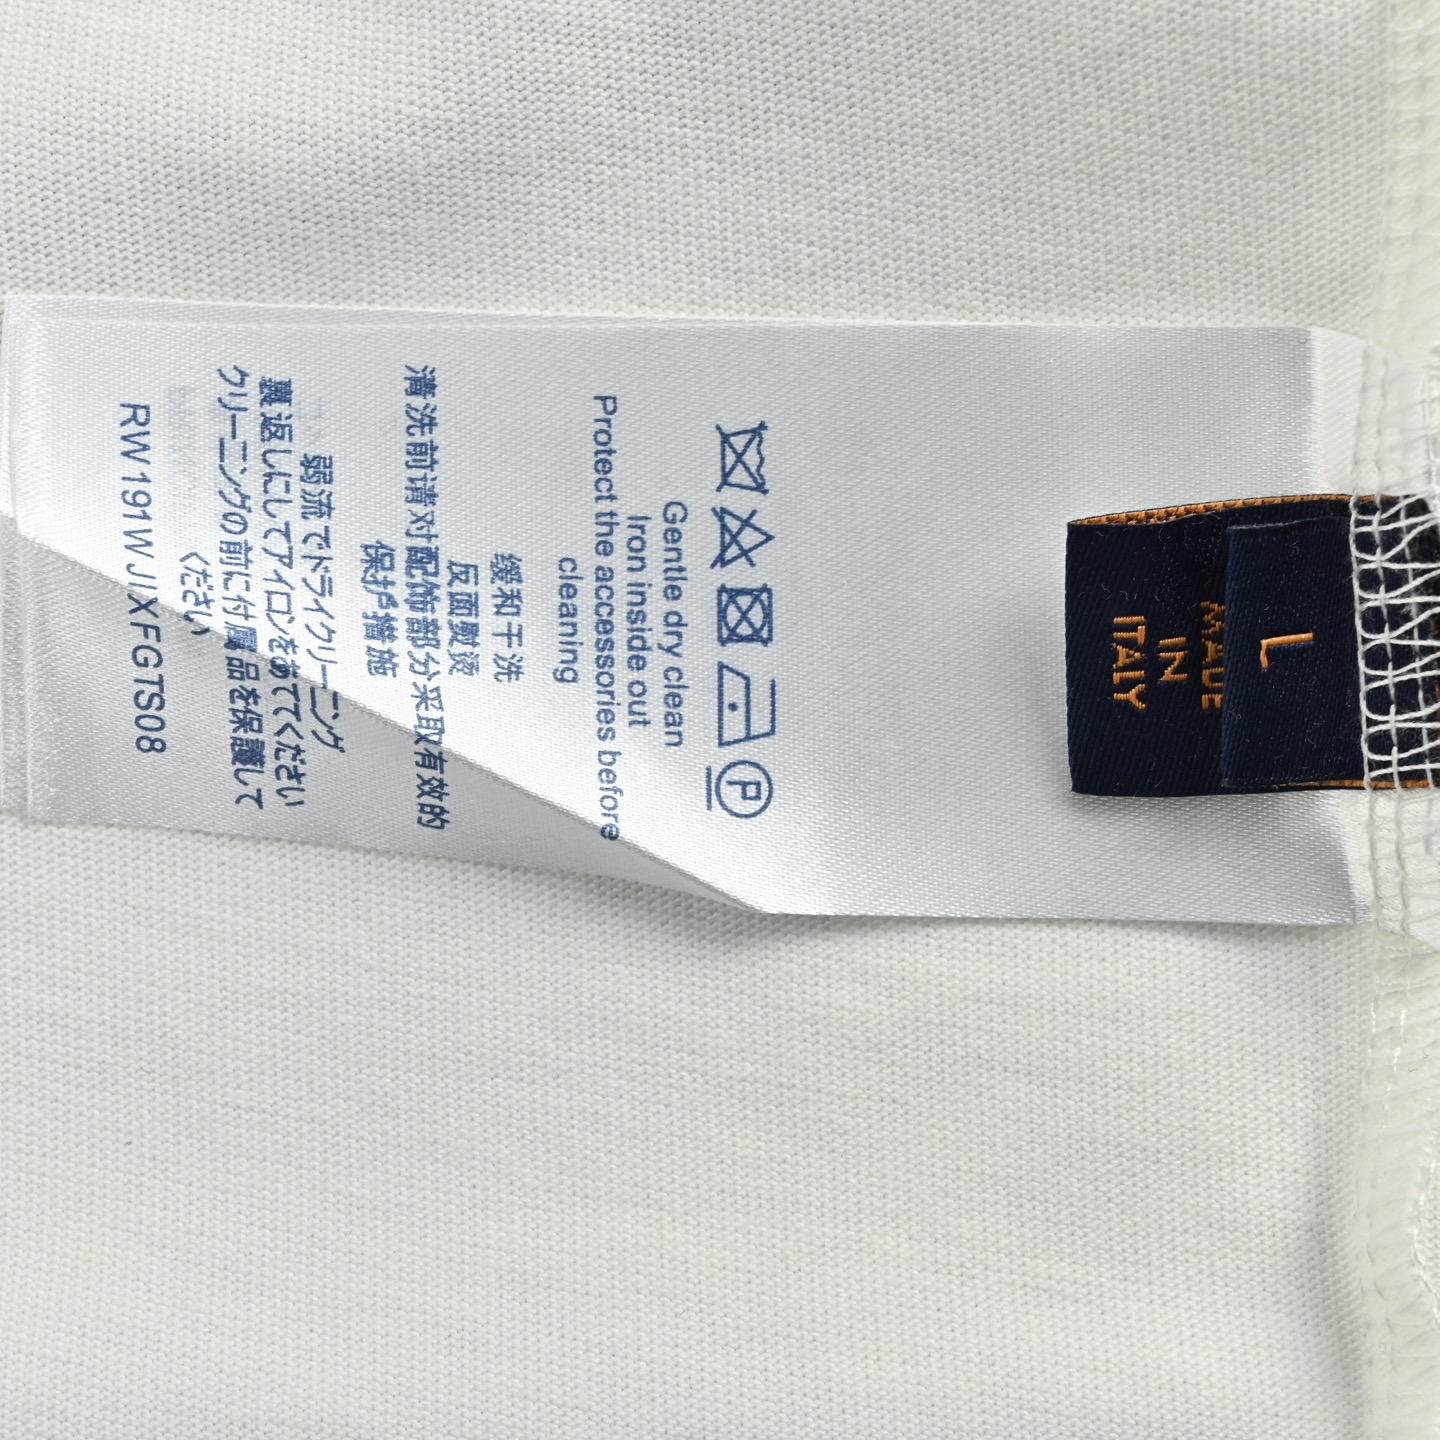 L
MADE
IN
ITALY
P
Gentle dry clean
Iron inside out
Protect the accessories before
cleaning
缓和干洗
反面熨烫
清洗前请对配饰部分采取有效的
保护措施
弱流でドライクリーニング
裏返しにしてアイロンをあててください
クリーニングの前に付属品を保護して
ください
RW191W JIXFGTS08